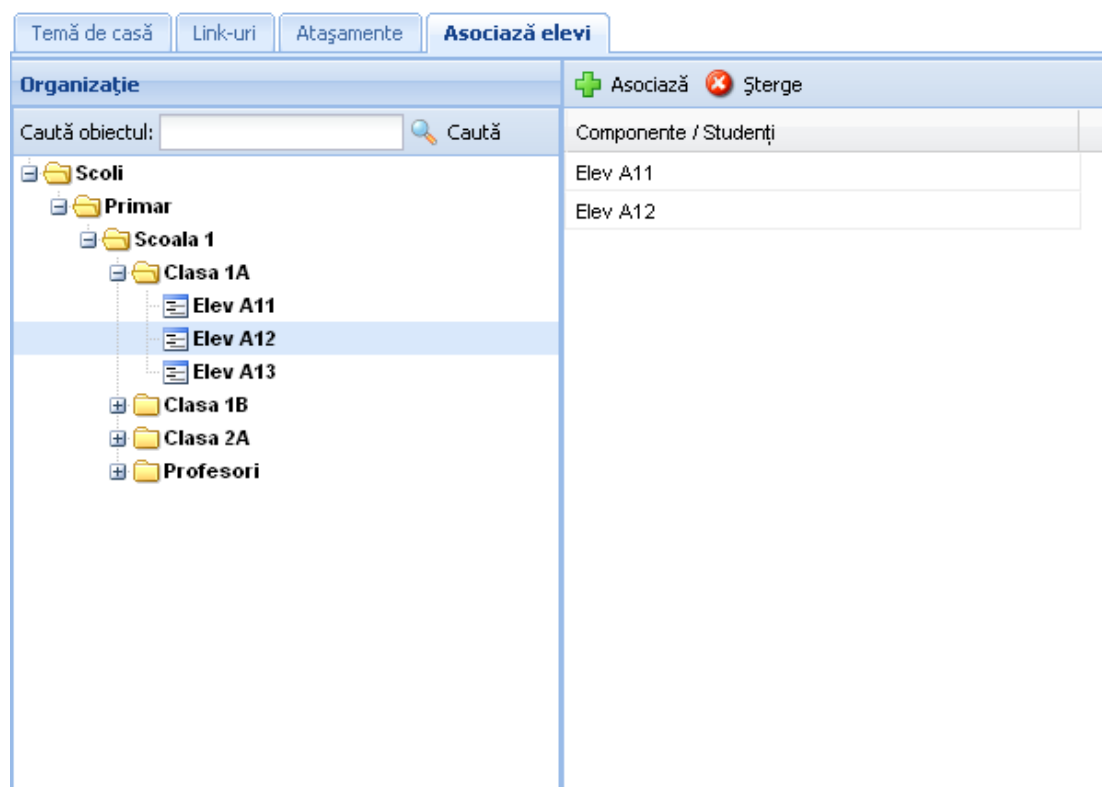 Temă de casă
Link-uri
Ataşamente
Asociază elevi
Organizaţie
Caută obiectul:
Caută
Scoli
Primar
Scoala 1
Clasa 1A
Elev A11
Elev A12
Elev A13
Clasa 1B
Clasa 2A
Profesori
Asociază
Şterge
Componente / Studenţi
Elev A11
Elev A12